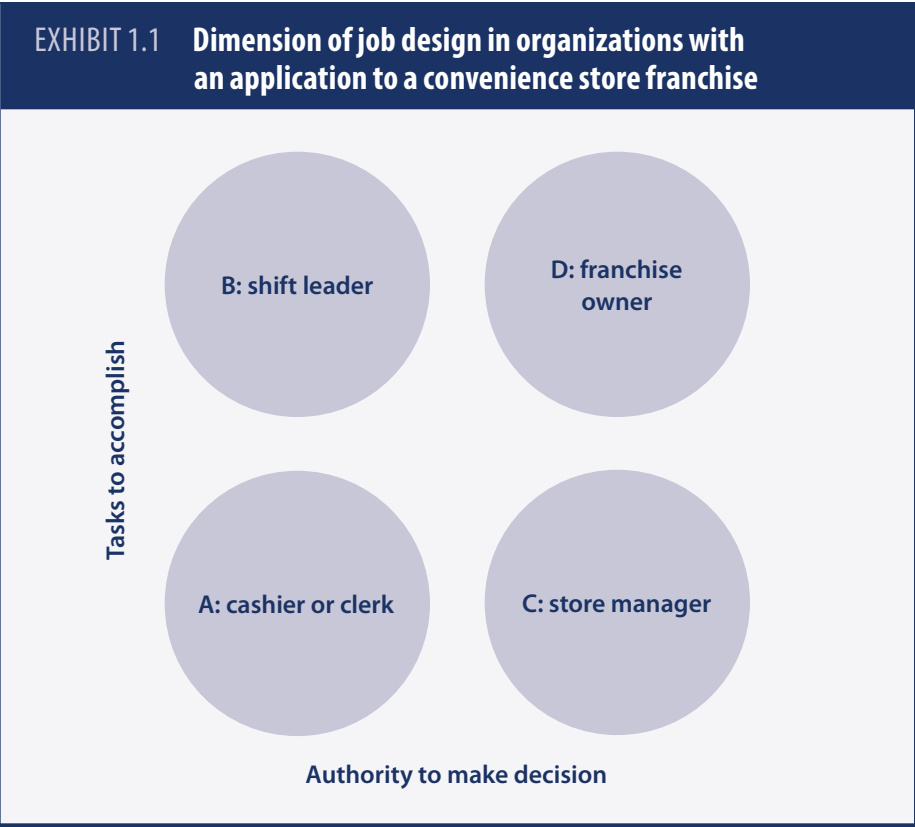 EXHIBIT 1.1 Dimension of job design in organizations with
an application to a convenience store franchise
B: shift leader
D: franchise
owner
Tasks to accomplish
A: cashier or clerk
C: store manager
Authority to make decision